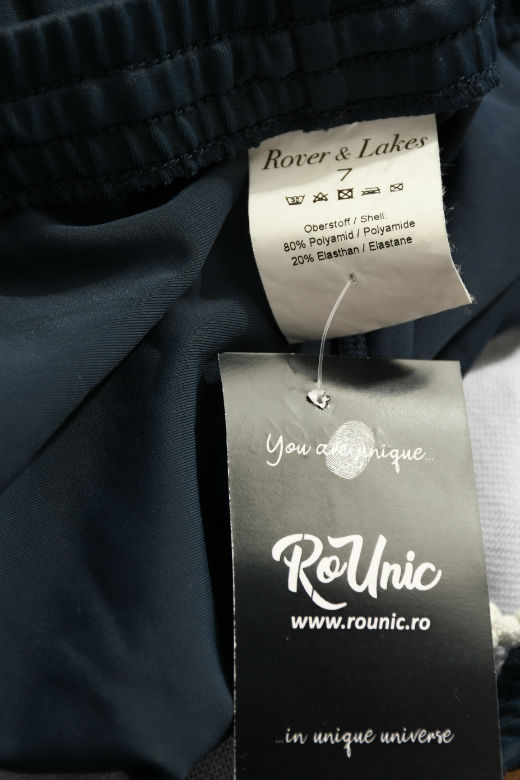 Rover & Lakes
7
Oberstoff / Shell:
80% Polyamid / Polyamide
20% Elasthan / Elastane
You are unique...
RoUnic
www.rounic.ro
...in unique universe